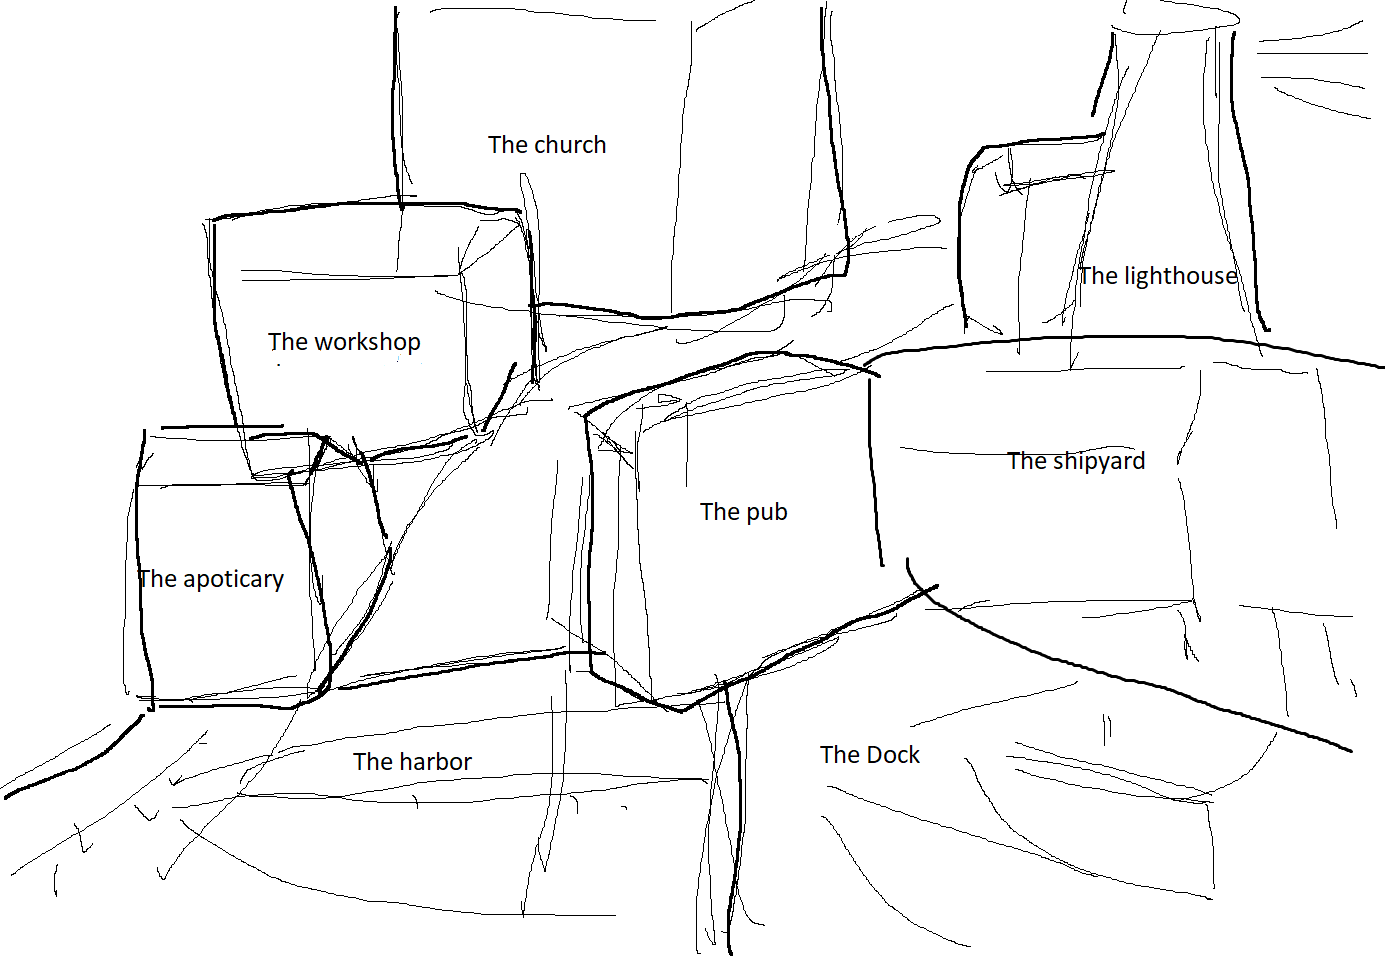 The church
The lighthouse
The workshop
The shipyard
The pub
The apoticary
The harbor
The Dock